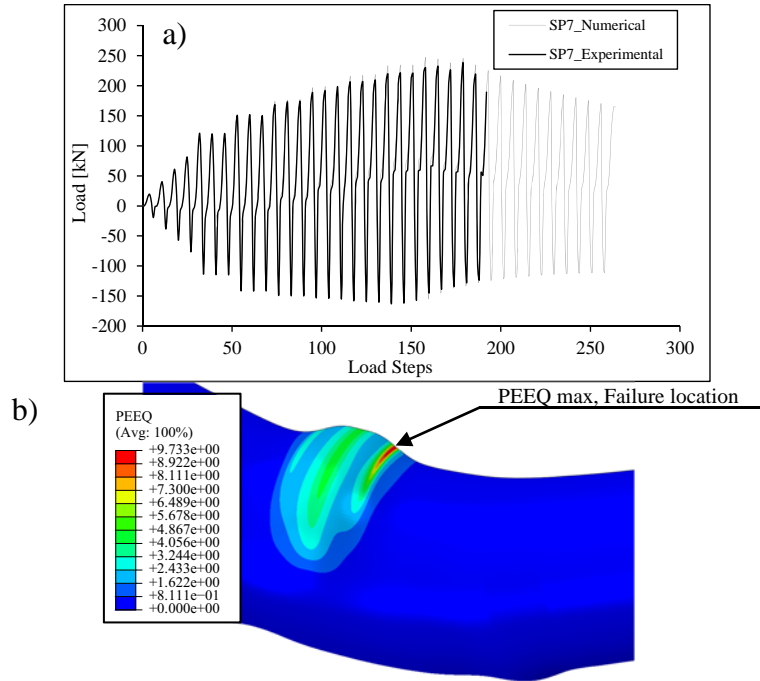 a)
SP7_Numerical
SP7_Experimental
300
250
200
150
100
50
0
50
-100
-150
-200
Load [kN]
0 50 100 150 200 250 300
Load Steps
b)
PEEQ max, Failure location
PEEQ
(Avg: 100%)
+9.733e+00
+8.922e+00
+8.111e+00
+7.300e+00
+6.489e+00
+5.678e+00
+4.867e+00
+4.056e+00
+3.244e+00
+2.433e+00
+1.622e+00
+8.111e−01
+0.000e+00